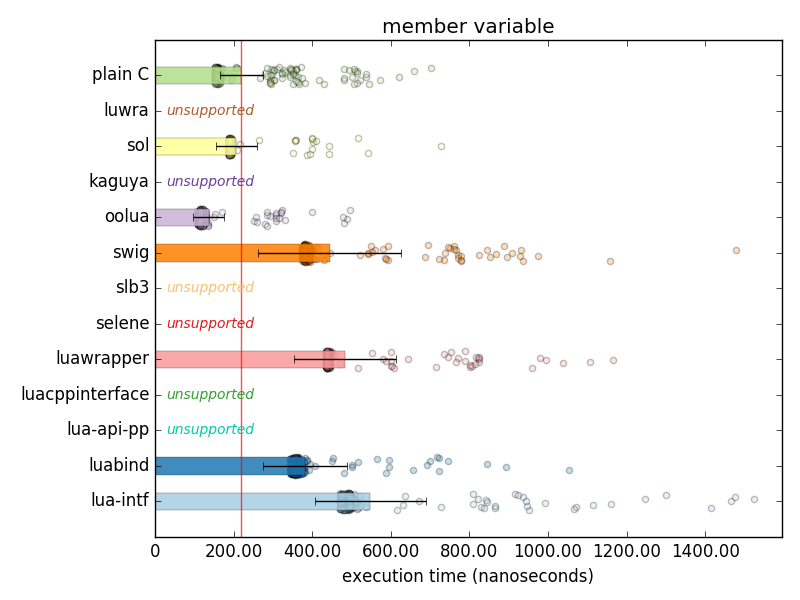 member variable
plain C
luwra unsupported
sol
kaguya unsupported
oolua
swig
slb3 unsupported
selene unsupported
luawrapper
luacppinterface unsupported
lua-api-pp unsupported
luabind
lua-intf
0 200.00 400.00 600.00 800.00 1000.00 1200.00 1400.00
execution time (nanoseconds)